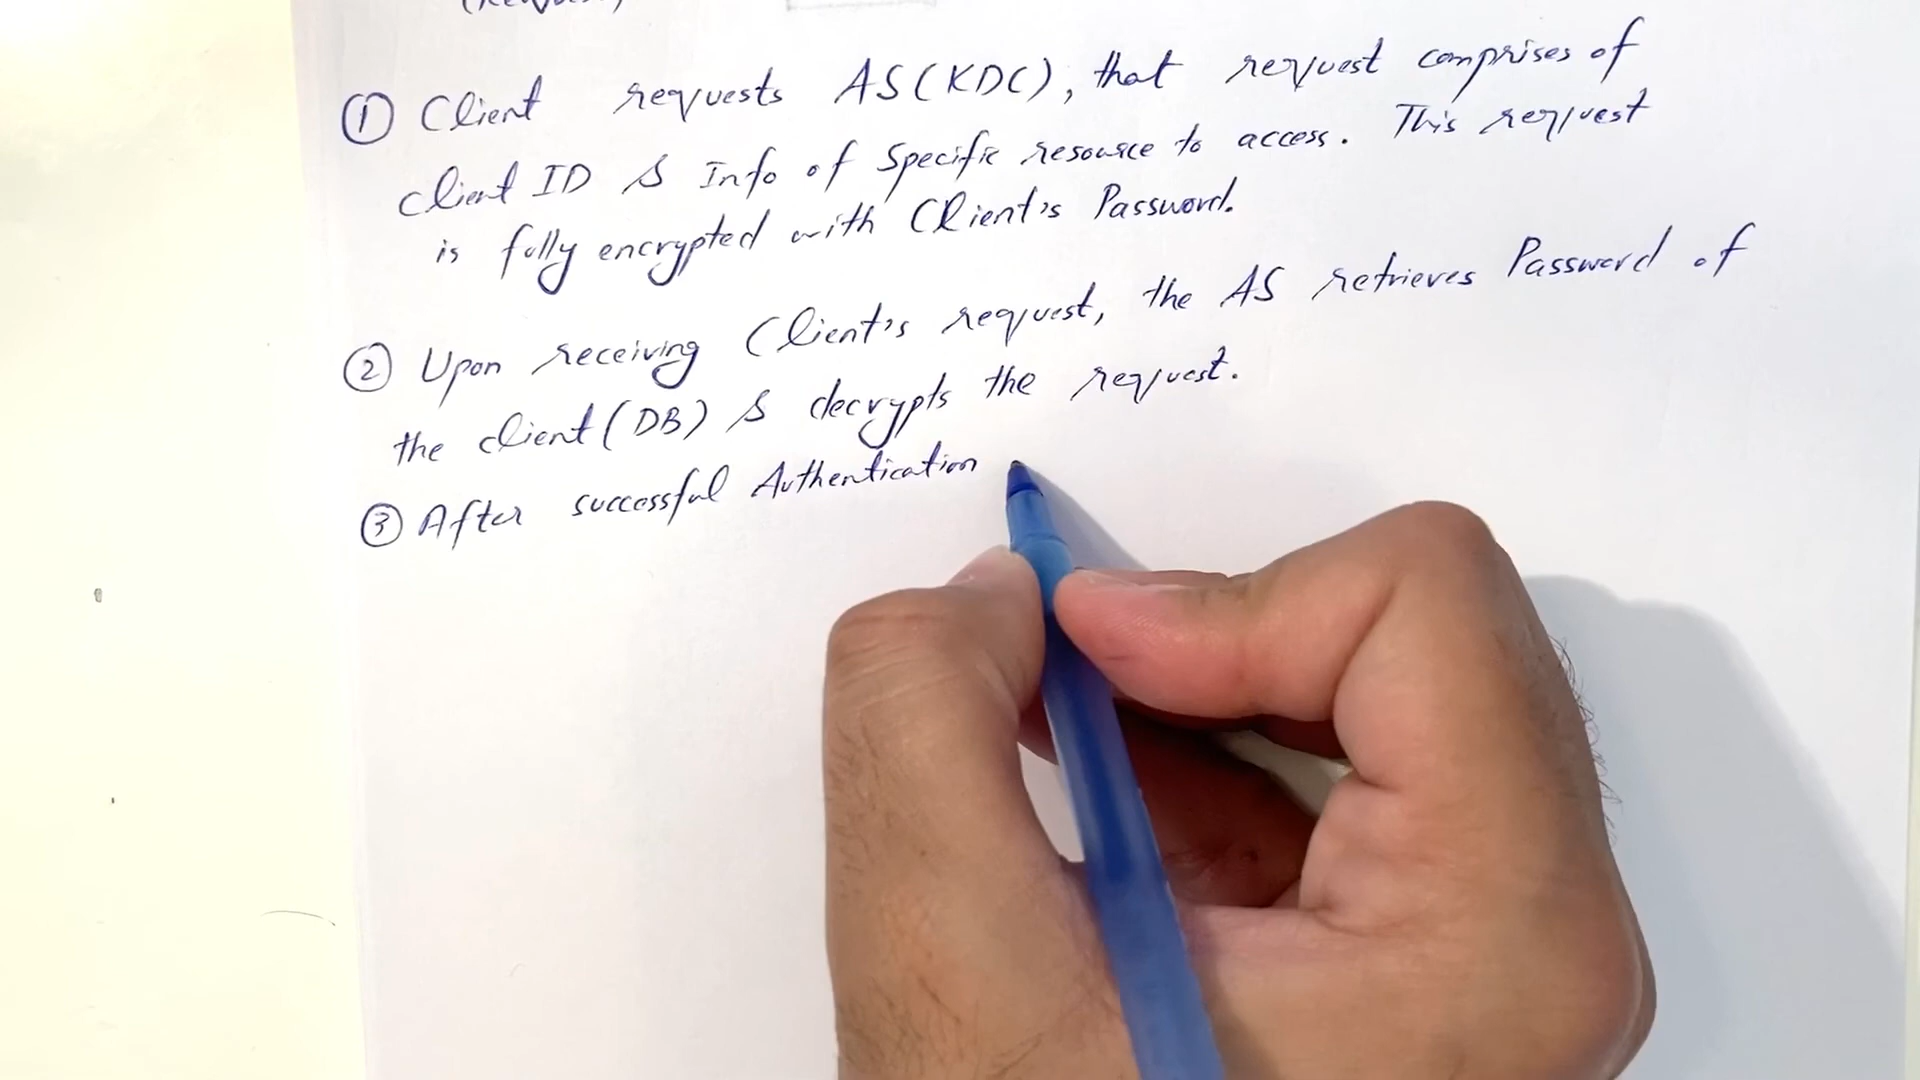 ① Client requests AS(KDC), that request comprises of
client ID & Info of Specific resource to access. This request
is fully encrypted with Client's Password.
② Upon receiving Client's request, the AS retrieves Password of
the client (DB) & decrypts the request.
③ After successful Authentication